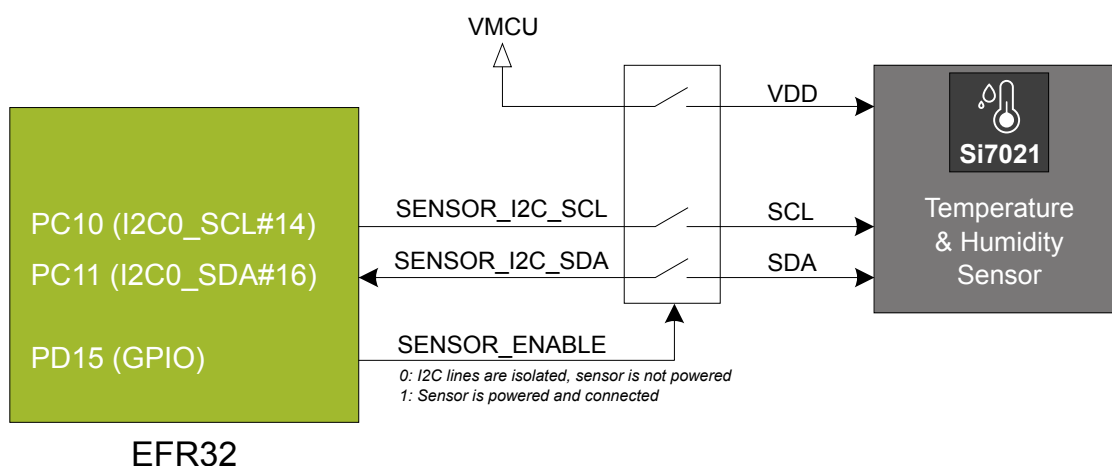 VMCU
VDD
Si7021
PC10 (I2C0_SCL#14)
SENSOR_I2C_SCL
SCL
Temperature
& Humidity
Sensor
PC11 (I2C0_SDA#16)
SENSOR_I2C_SDA
SDA
PD15 (GPIO)
SENSOR_ENABLE
0: I2C lines are isolated, sensor is not powered
1: Sensor is powered and connected
EFR32